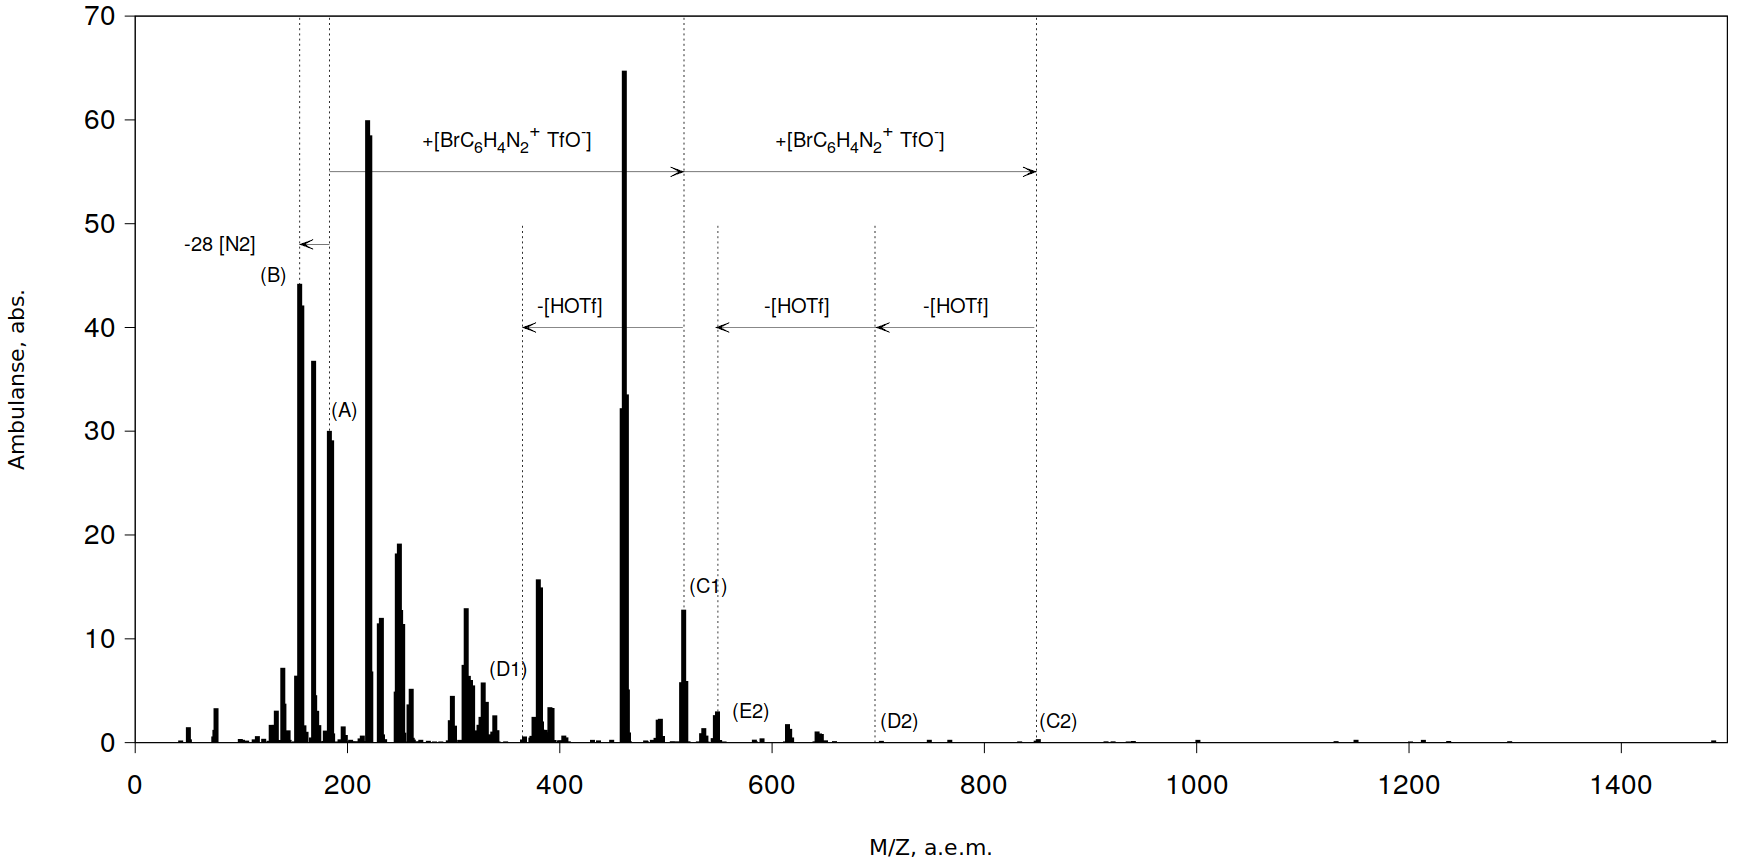 70
60
50
40
30
20
10
0
+[BrC6H4N2+ TfO-]
+[BrC6H4N2+ TfO-]
-28 [N2]
(B)
-[HOTf]
-[HOTf]
-[HOTf]
(A)
(C1)
(D1)
(E2)
(D2)
(C2)
0
200
400
600
800
1000
1200
1400
Ambulanse, abs.
M/Z, a.e.m.